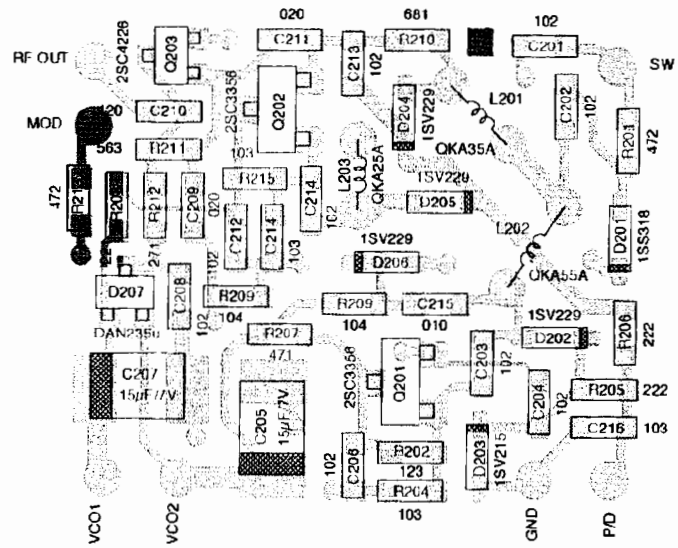 020
681
102
RF OUT
2SC4226
Q203
C211
C213
102
R210
C201
SW
2SC3356
Q202
C210
MOD
563
R211
D204
1SV229
L201
C202
102
R201
472
QKA35A
L203
QKA25A
103
R215
472
R212
C209
020
C214
102
1SV229
D205
L202
D201
1SS318
C212
C214
103
271
102
1SV229
D206
QKA55A
D207
C208
102
R209
104
R209
104
C215
010
1SV229
D202
R206
222
R207
471
2SC3356
Q201
C203
102
C207
15µF/7V
C205
15µF/7V
C204
102
R205
222
C216
103
R202
123
D203
1SV215
102
C206
R204
103
VCO1
VCO2
GND
P/D